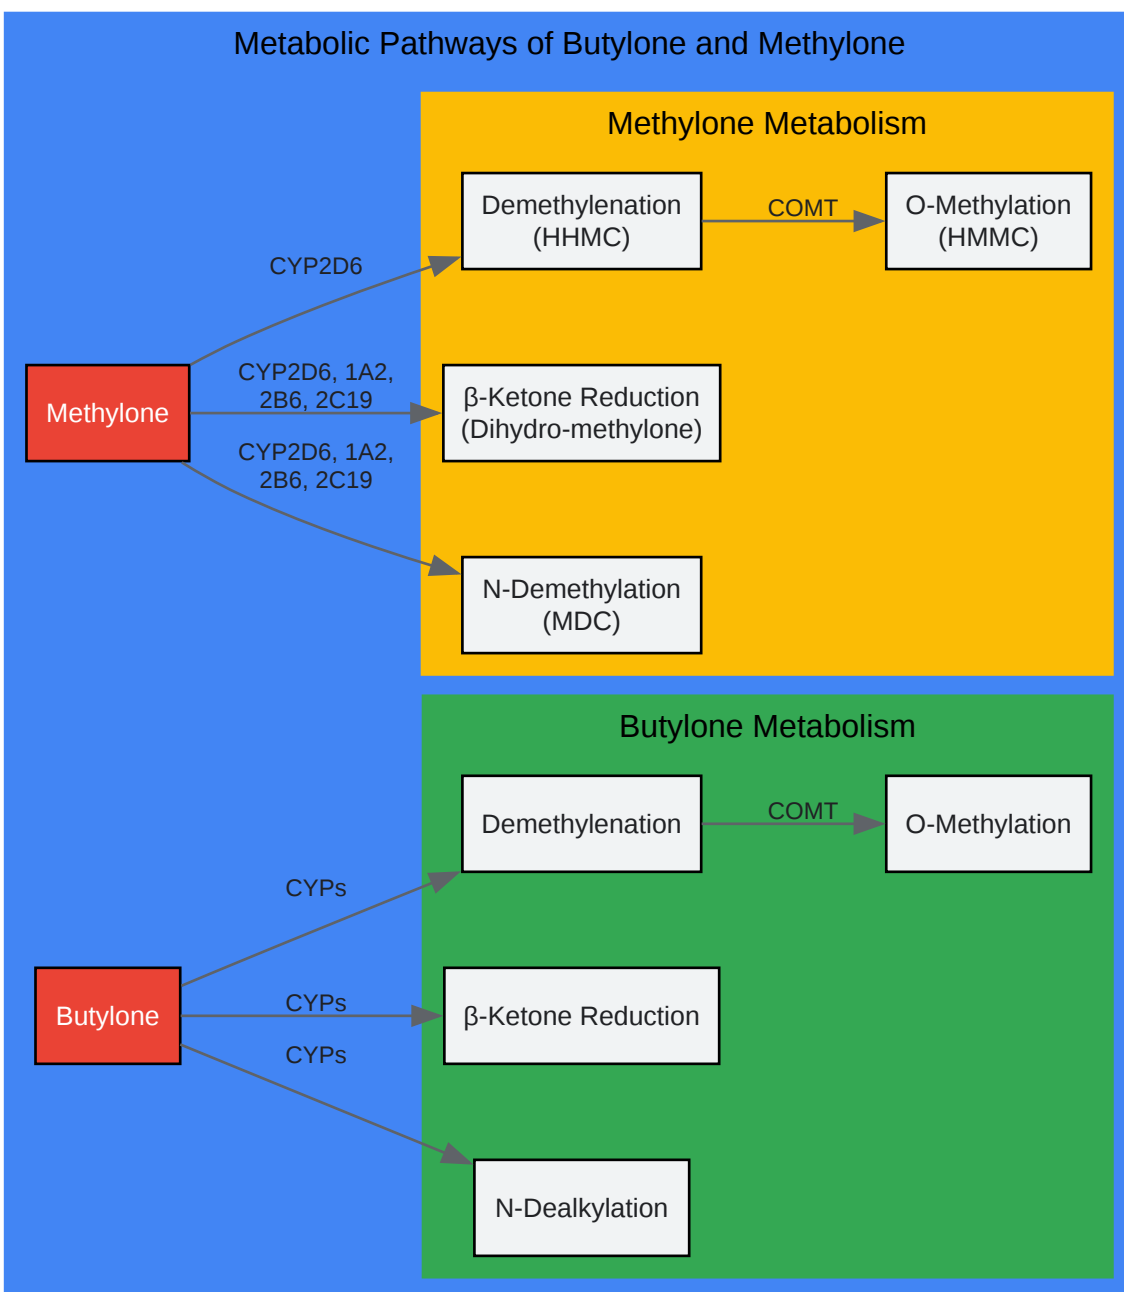 Metabolic Pathways of Butylone and Methylone
Methylone Metabolism
Demethylenation
(HHMC)
COMT
O-Methylation
(HMMC)
CYP2D6
Methylone
CYP2D6, 1A2,
2B6, 2C19
β-Ketone Reduction
(Dihydro-methylone)
CYP2D6, 1A2,
2B6, 2C19
N-Demethylation
(MDC)
Butylone Metabolism
Demethylenation
COMT
O-Methylation
CYPs
Butylone
CYPs
β-Ketone Reduction
CYPs
N-Dealkylation